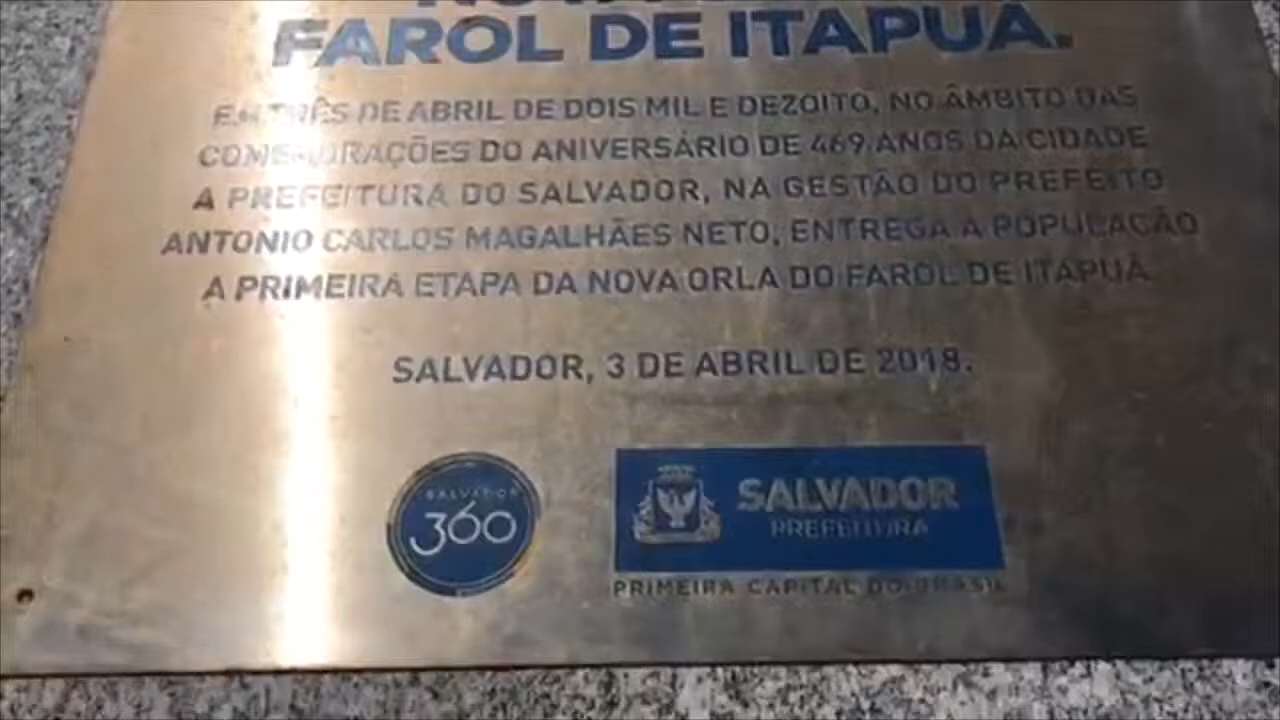 FAROL DE ITAPUÃ.
EM TRÊS DE ABRIL DE DOIS MIL E DEZOITO, NO ÂMBITO DAS
COMEMORAÇÕES DO ANIVERSÁRIO DE 469 ANOS DA CIDADE
A PREFEITURA DO SALVADOR, NA GESTÃO DO PREFEITO
ANTONIO CARLOS MAGALHÃES NETO, ENTREGA A POPULAÇÃO
A PRIMEIRA ETAPA DA NOVA ORLA DO FAROL DE ITAPUÃ
SALVADOR, 3 DE ABRIL DE 2018.
SALVADOR
360
SALVADOR
PREFEITURA
PRIMEIRA CAPITAL DO BRASIL